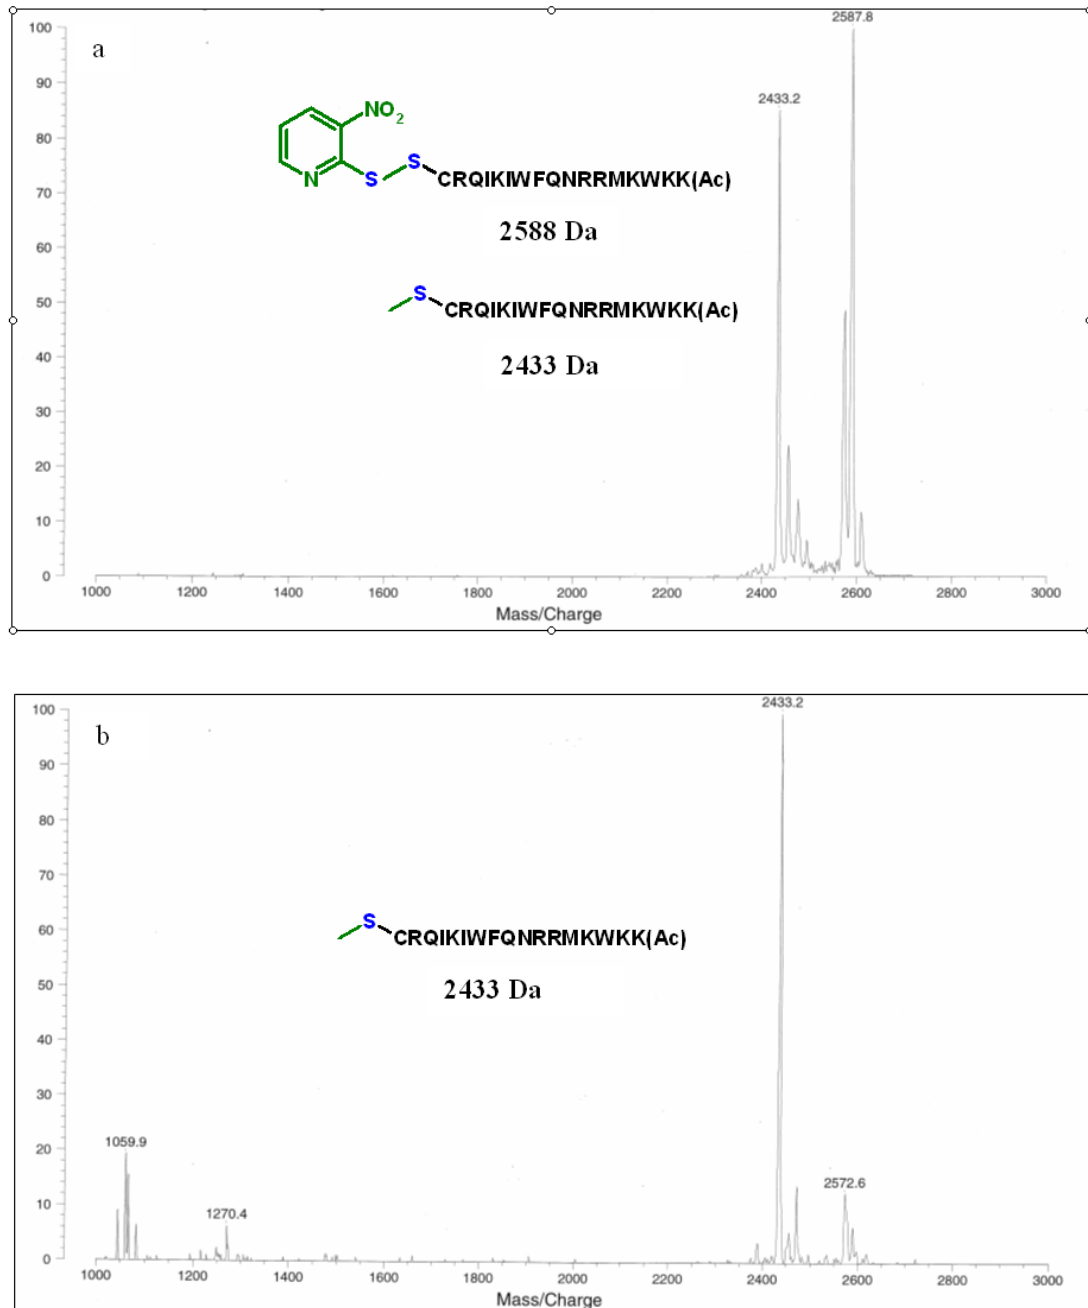 a
2587.8
2433.2
100
90
80
70
60
50
40
30
20
10
0
NO2
N S S CRQIKIWFQNRRMKWKK(Ac)
2588 Da
S CRQIKIWFQNRRMKWKK(Ac)
2433 Da
1000 1200 1400 1600 1800 2000 2200 2400 2600 2800 3000
Mass/Charge
b
2433.2
100
90
80
70
60
50
40
30
20
10
0
S CRQIKIWFQNRRMKWKK(Ac)
2433 Da
1059.9
1270.4
2572.6
1000 1200 1400 1600 1800 2000 2200 2400 2600 2800 3000
Mass/Charge